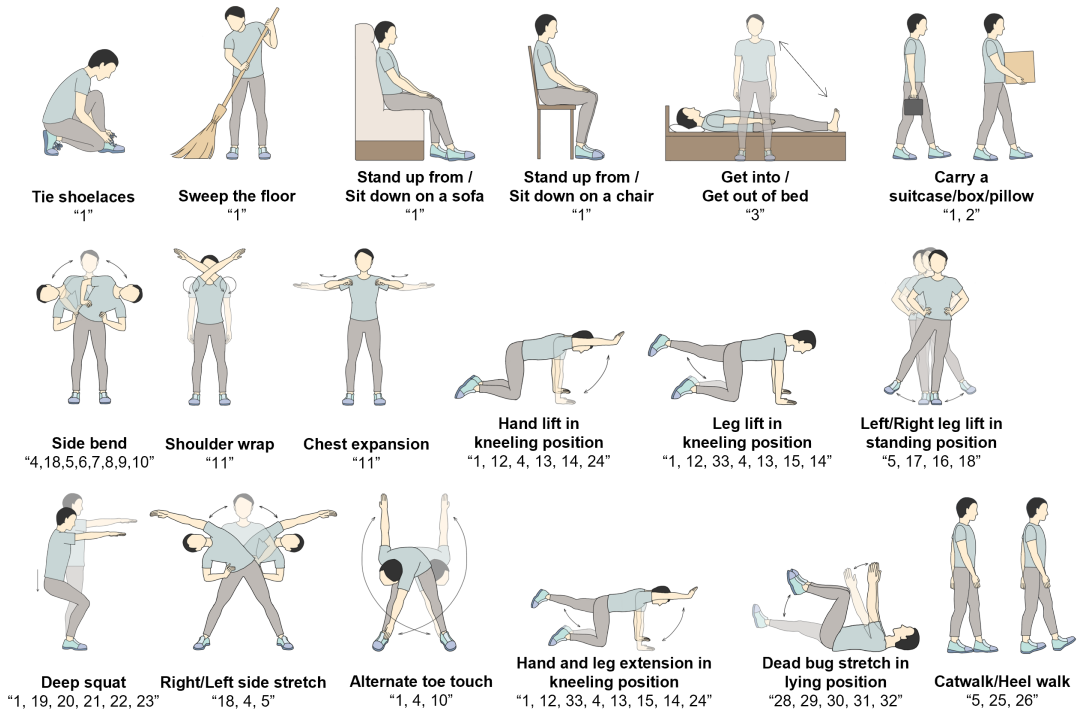 Tie shoelaces
“1”
Sweep the floor
“1”
Stand up from /
Sit down on a sofa
“1”
Stand up from /
Sit down on a chair
“1”
Get into /
Get out of bed
“3”
Carry a
suitcase/box/pillow
“1, 2”
Side bend
“4,18,5,6,7,8,9,10”
Shoulder wrap
“11”
Chest expansion
“11”
Hand lift in
kneeling position
“1, 12, 4, 13, 14, 24”
Leg lift in
kneeling position
“1, 12, 33, 4, 13, 15, 14”
Left/Right leg lift in
standing position
“5, 17, 16, 18”
Deep squat
“1, 19, 20, 21, 22, 23”
Right/Left side stretch
“18, 4, 5”
Alternate toe touch
“1, 4, 10”
Hand and leg extension in
kneeling position
“1, 12, 33, 4, 13, 15, 14, 24”
Dead bug stretch in
lying position
“28, 29, 30, 31, 32”
Catwalk/Heel walk
“5, 25, 26”